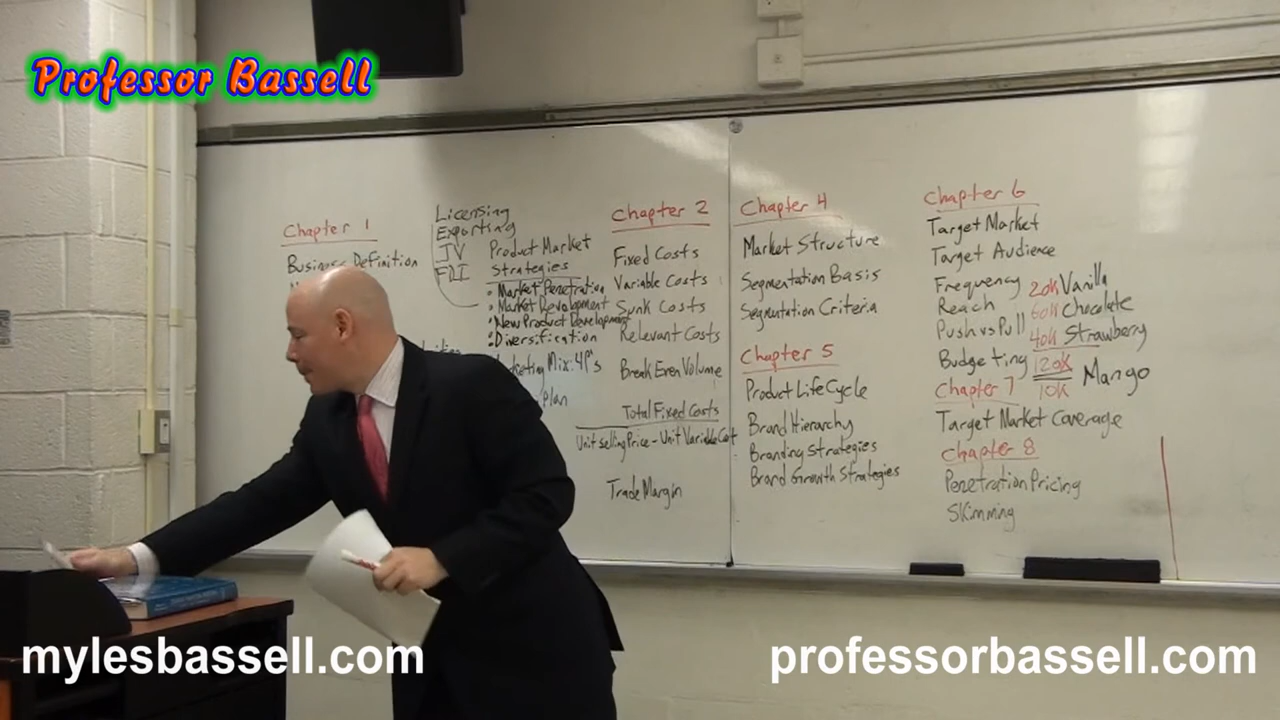 Professor Bassell
Chapter 1
Business Definition
Licensing
Exporting
JV
FDI
Product Market
Strategies
• Market Penetration
• Market Development
• New Product Development
• Diversification
Marketing Mix: 4P's
Plan
Chapter 2
Fixed Costs
Variable Costs
Sunk Costs
Relevant Costs
Break Even Volume
Total Fixed Costs
Unit selling Price - Unit Variable Cost
Trade Margin
Chapter 4
Market Structure
Segmentation Basis
Segmentation Criteria
Chapter 5
Product Life Cycle
Brand Hierarchy
Branding Strategies
Brand Growth Strategies
Chapter 6
Target Market
Target Audience
Frequency
Reach
Push vs Pull
Budgeting
20K Vanilla
60K Chocolate
40K Strawberry
120K
10K Mango
Chapter 7
Target Market Coverage
Chapter 8
Penetration Pricing
Skimming
mylesbassell.com
professorbassell.com